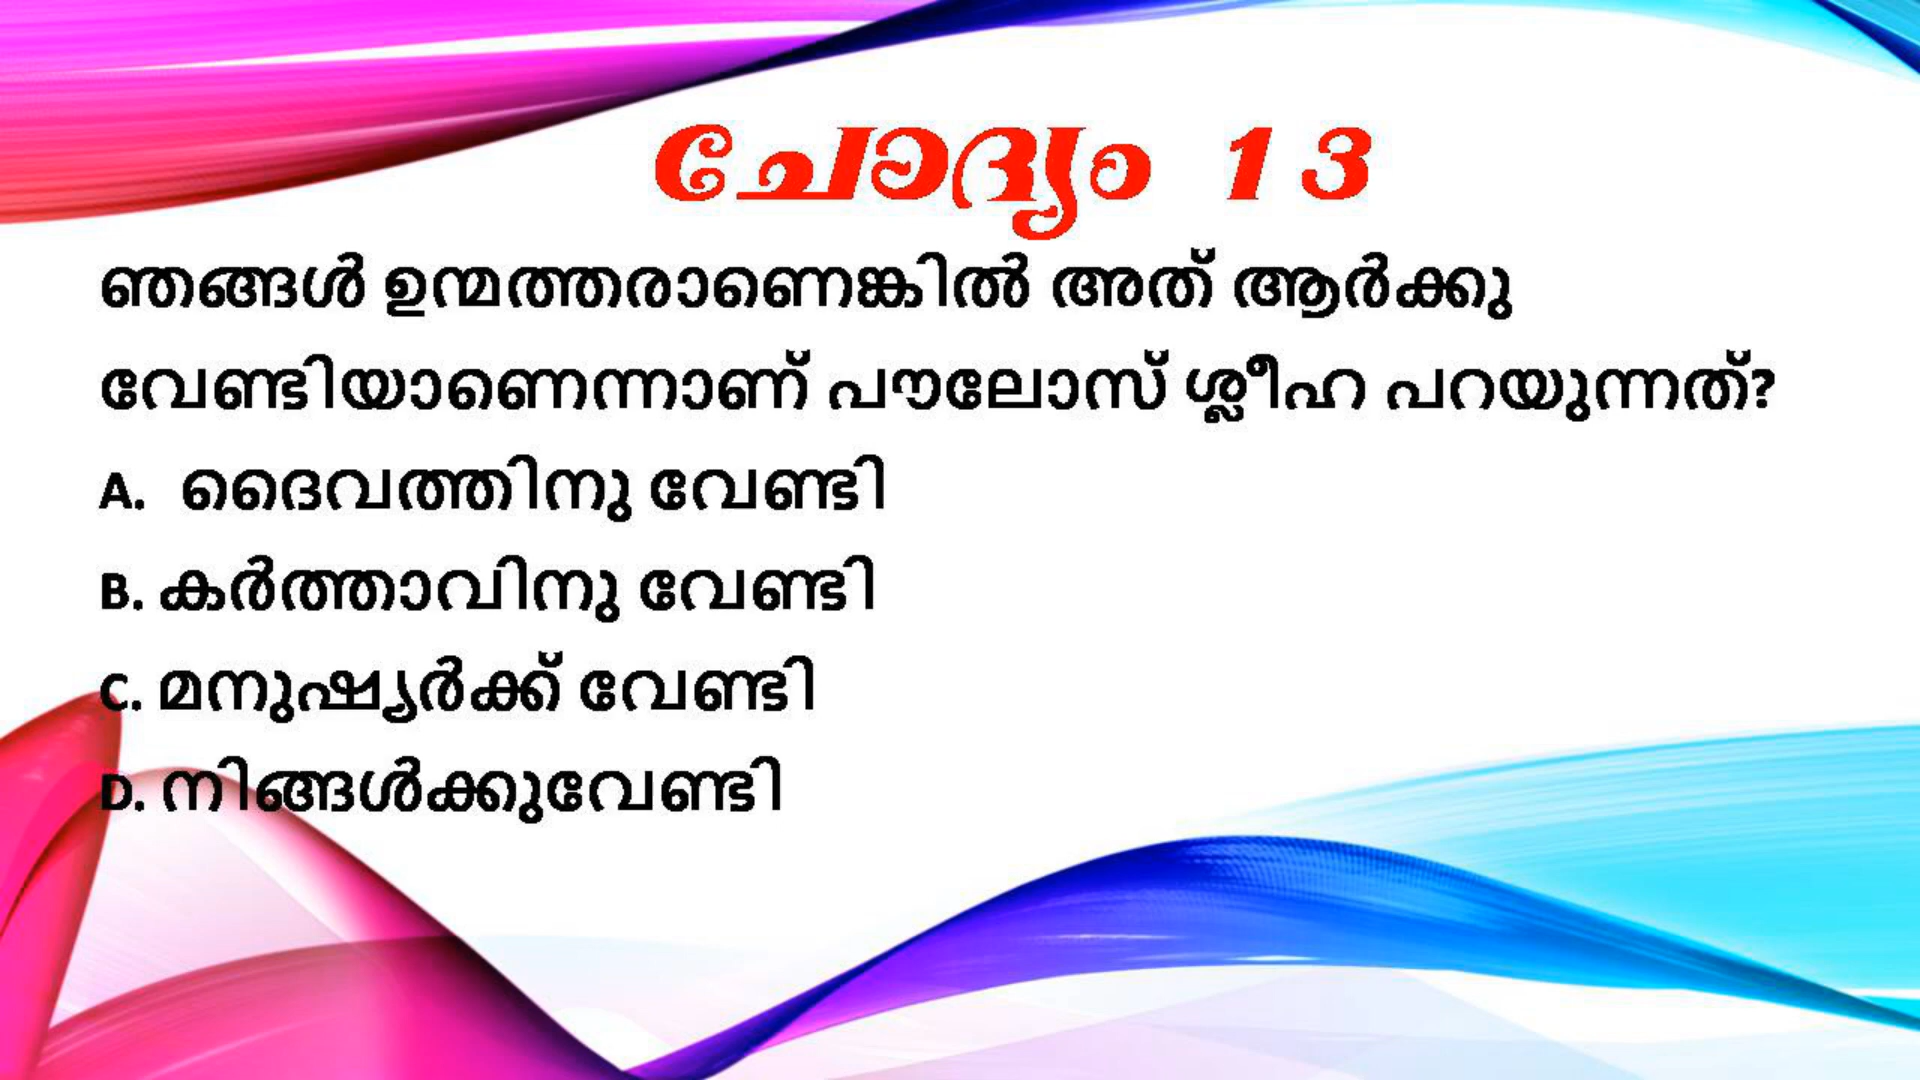 ചോദ്യം 13
ഞങ്ങൾ ഉന്മത്തരാണെങ്കിൽ അത് ആർക്കു
വേണ്ടിയാണെന്നാണ് പൗലോസ് ശ്ലീഹ പറയുന്നത്?
A. ദൈവത്തിനു വേണ്ടി
B. കർത്താവിനു വേണ്ടി
C. മനുഷ്യർക്ക് വേണ്ടി
D. നിങ്ങൾക്കുവേണ്ടി